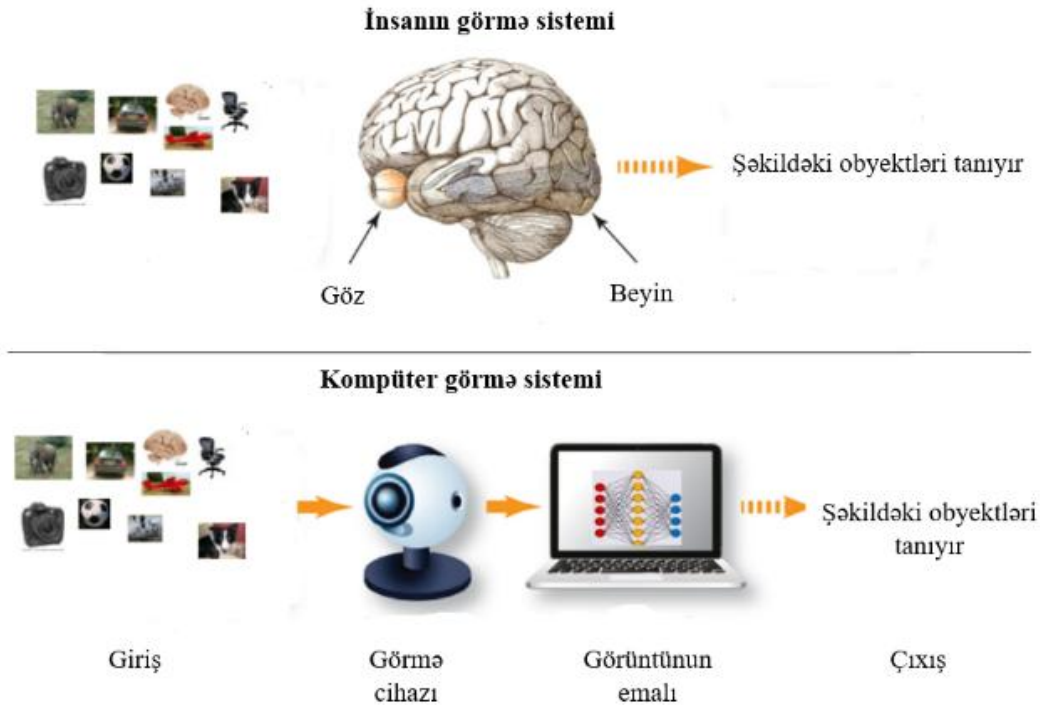 İnsanın görmə sistemi
Şəkildəki obyektləri tanıyır
Göz
Beyin
Kompüter görmə sistemi
Şəkildəki obyektləri
tanıyır
Giriş
Görmə
cihazı
Görüntünun
emalı
Çıxış